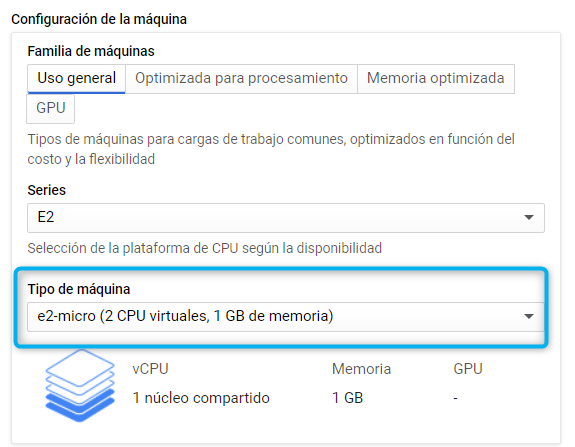 Configuración de la máquina
Familia de máquinas
Uso general Optimizada para procesamiento Memoria optimizada
GPU
Tipos de máquinas para cargas de trabajo comunes, optimizados en función del
costo y la flexibilidad
Series
E2
Selección de la plataforma de CPU según la disponibilidad
Tipo de máquina
e2-micro (2 CPU virtuales, 1 GB de memoria)
vCPU Memoria GPU
1 núcleo compartido 1 GB -